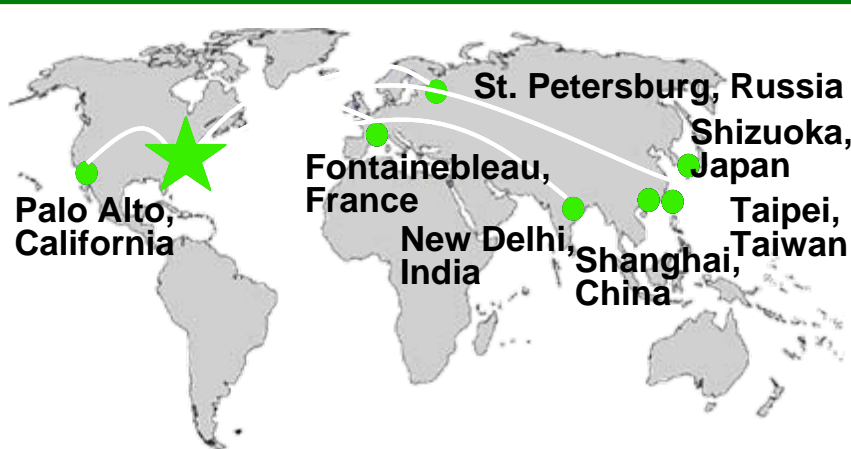 St. Petersburg, Russia
Shizuoka,
Japan
Fontainebleau,
France
Palo Alto,
California
Taipei,
Taiwan
New Delhi,
India
Shanghai,
China